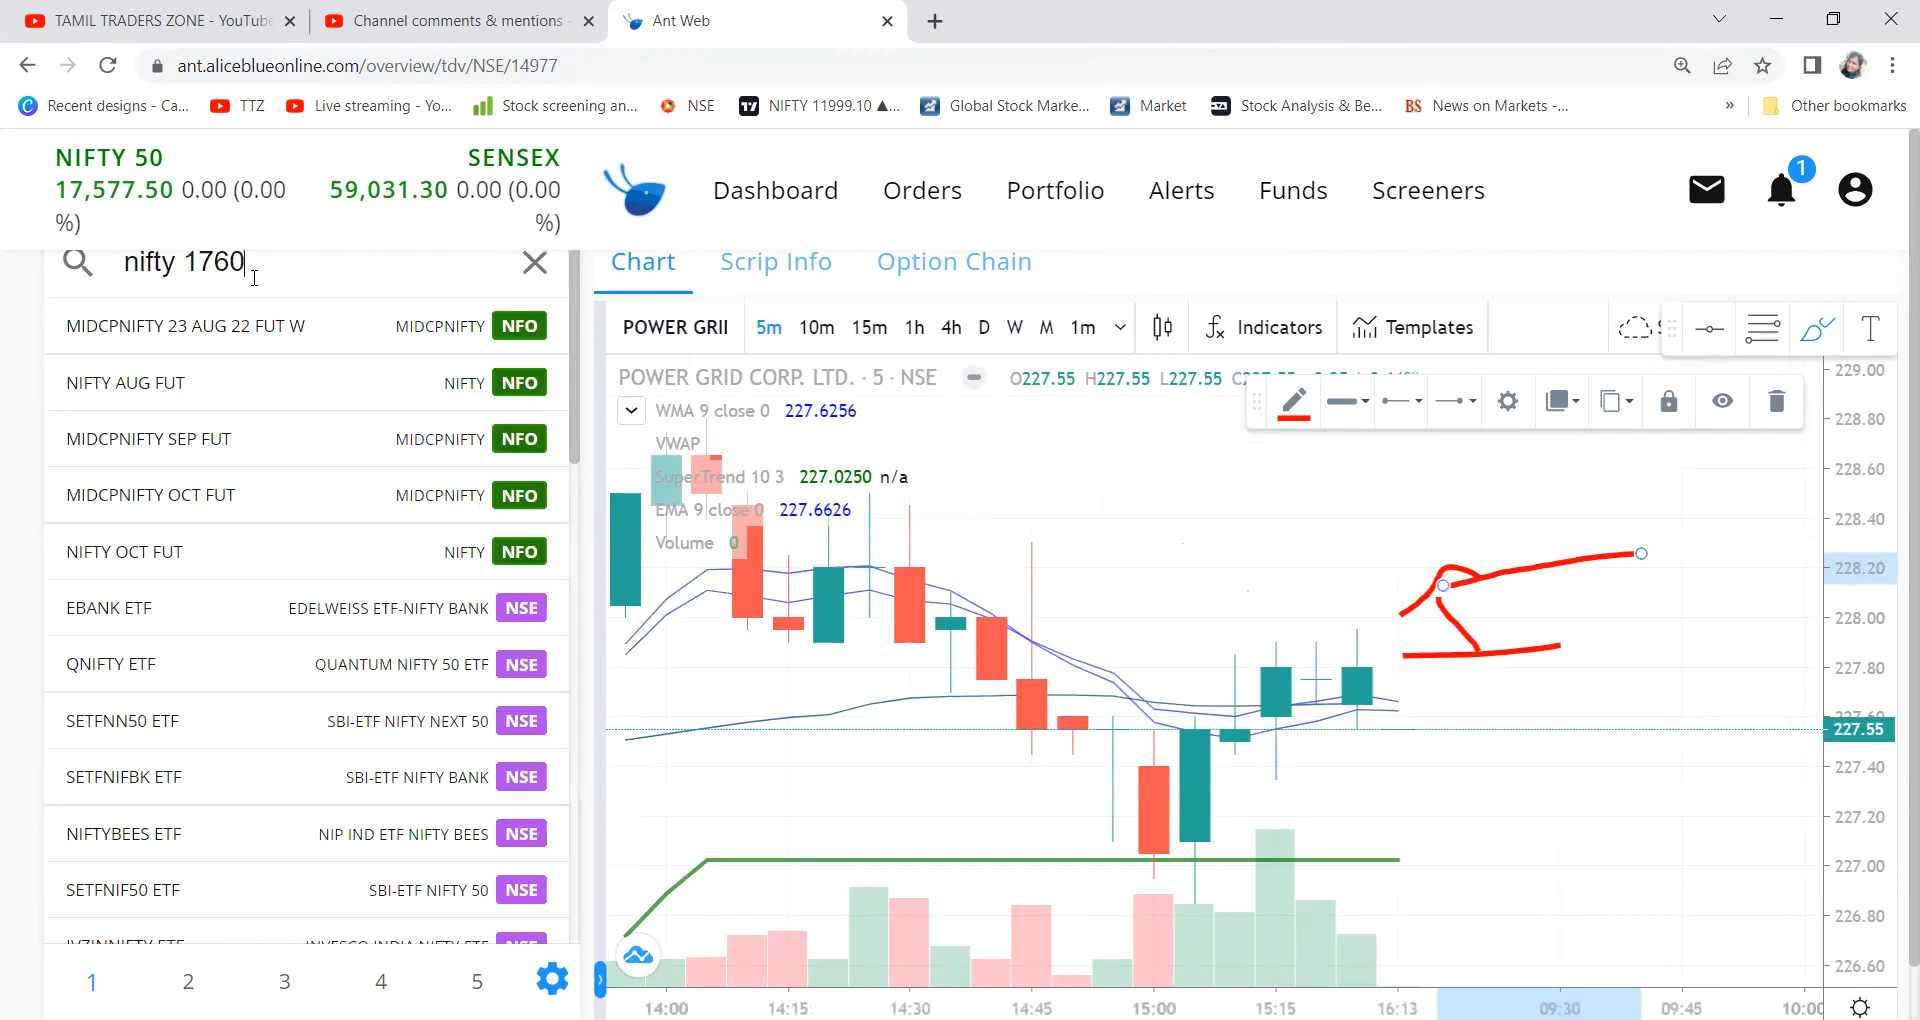 TAMIL TRADERS ZONE - YouTube
Channel comments & mentions -
Ant Web
ant.aliceblueonline.com/overview/tdv/NSE/14977
Recent designs - Ca... TTZ Live streaming - Yo... Stock screening an... NSE NIFTY 11999.10 ▲... Global Stock Marke... Market Stock Analysis & Be... BS News on Markets -... » Other bookmarks
NIFTY 50 SENSEX
17,577.50 0.00 (0.00 %) 59,031.30 0.00 (0.00 %)
Dashboard Orders Portfolio Alerts Funds Screeners 1
nifty 1760
MIDCPNIFTY 23 AUG 22 FUT W MIDCPNIFTY NFO
NIFTY AUG FUT NIFTY NFO
MIDCPNIFTY SEP FUT MIDCPNIFTY NFO
MIDCPNIFTY OCT FUT MIDCPNIFTY NFO
NIFTY OCT FUT NIFTY NFO
EBANK ETF EDELWEISS ETF-NIFTY BANK NSE
QNIFTY ETF QUANTUM NIFTY 50 ETF NSE
SETFNN50 ETF SBI-ETF NIFTY NEXT 50 NSE
SETFNIFBK ETF SBI-ETF NIFTY BANK NSE
NIFTYBEES ETF NIP IND ETF NIFTY BEES NSE
SETFNIF50 ETF SBI-ETF NIFTY 50 NSE
1 2 3 4 5
Chart Scrip Info Option Chain
POWER GRII 5m 10m 15m 1h 4h D W M 1m Indicators Templates T
POWER GRID CORP. LTD. · 5 · NSE O227.55 H227.55 L227.55
WMA 9 close 0 227.6256
VWAP
SuperTrend 10 3 227.0250 n/a
EMA 9 close 0 227.6626
Volume 0
229.00
228.80
228.60
228.40
228.20
228.00
227.80
227.60
227.55
227.40
227.20
227.00
226.80
226.60
14:00 14:15 14:30 14:45 15:00 15:15 16:13 09:30 09:45 10:00